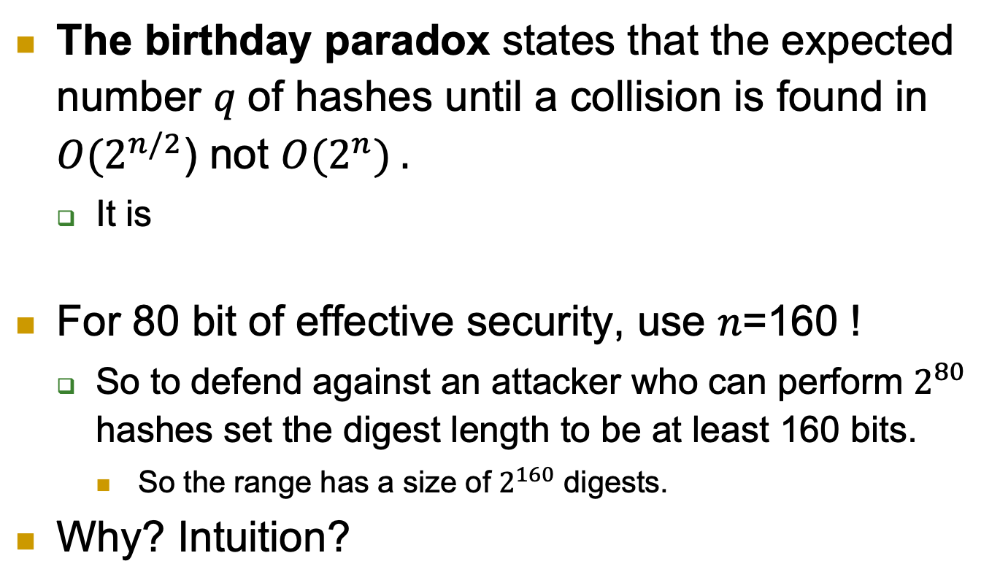 The birthday paradox states that the expected
number q of hashes until a collision is found in
O(2^{n/2}) not O(2^n) .
It is
For 80 bit of effective security, use n=160 !
So to defend against an attacker who can perform 2^{80}
hashes set the digest length to be at least 160 bits.
So the range has a size of 2^{160} digests.
Why? Intuition?